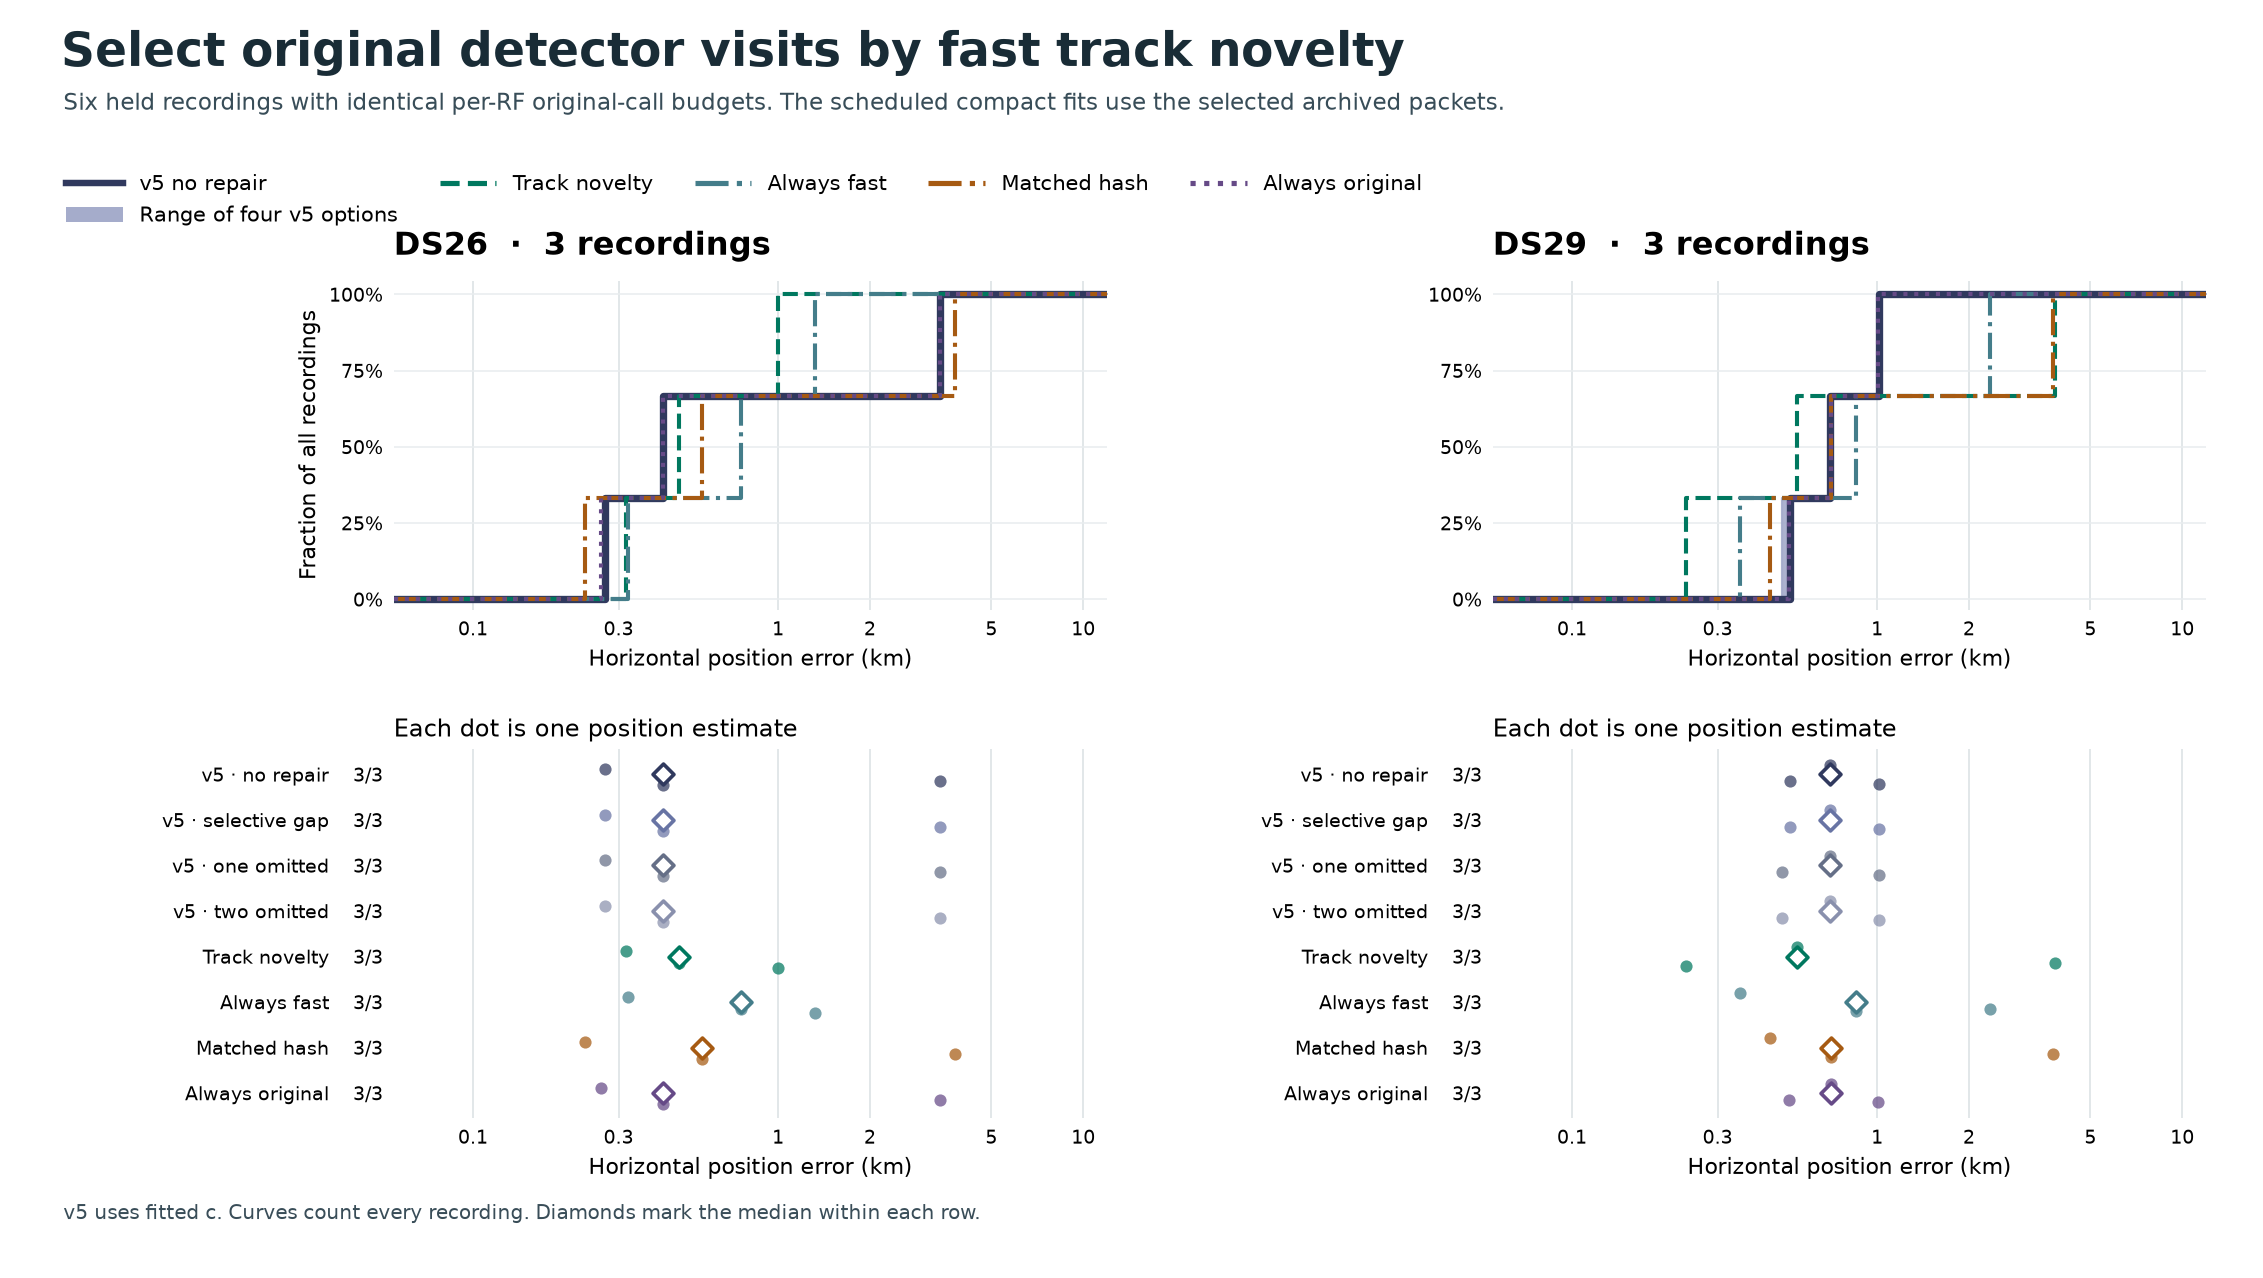 Select original detector visits by fast track novelty
Six held recordings with identical per-RF original-call budgets. The scheduled compact fits use the selected archived packets.
v5 no repair
Track novelty
Always fast
Matched hash
Always original
Range of four v5 options
DS26 · 3 recordings
Fraction of all recordings
100%
75%
50%
25%
0%
0.1 0.3 1 2 5 10
Horizontal position error (km)
DS29 · 3 recordings
100%
75%
50%
25%
0%
0.1 0.3 1 2 5 10
Horizontal position error (km)
Each dot is one position estimate
v5 · no repair 3/3
v5 · selective gap 3/3
v5 · one omitted 3/3
v5 · two omitted 3/3
Track novelty 3/3
Always fast 3/3
Matched hash 3/3
Always original 3/3
0.1 0.3 1 2 5 10
Horizontal position error (km)
Each dot is one position estimate
v5 · no repair 3/3
v5 · selective gap 3/3
v5 · one omitted 3/3
v5 · two omitted 3/3
Track novelty 3/3
Always fast 3/3
Matched hash 3/3
Always original 3/3
0.1 0.3 1 2 5 10
Horizontal position error (km)
v5 uses fitted c. Curves count every recording. Diamonds mark the median within each row.